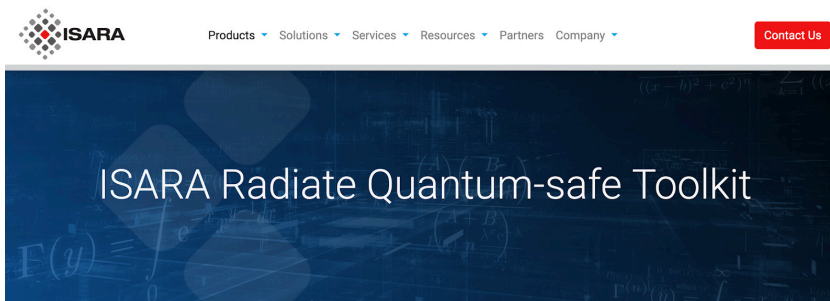 ISARA
Products Solutions Services Resources Partners Company
Contact Us
ISARA Radiate Quantum-safe Toolkit